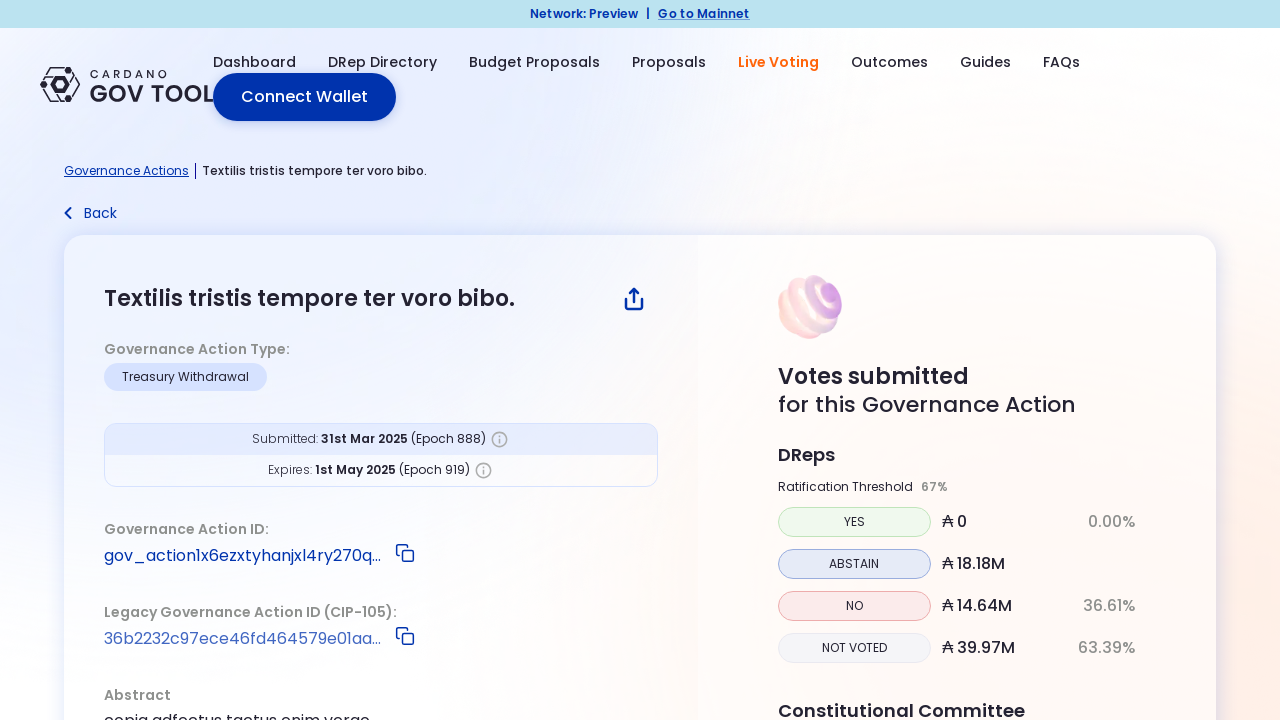 Network: Preview | Go to Mainnet
CARDANO
GOV TOOL
Dashboard DRep Directory Budget Proposals Proposals Live Voting Outcomes Guides FAQs
Connect Wallet
Governance Actions | Textilis tristis tempore ter voro bibo.
Back
Textilis tristis tempore ter voro bibo.
Governance Action Type:
Treasury Withdrawal
Submitted: 31st Mar 2025 (Epoch 888)
Expires: 1st May 2025 (Epoch 919)
Governance Action ID:
gov_action1x6ezxtyhanjxl4ry270q...
Legacy Governance Action ID (CIP-105):
36b2232c97ece46fd464579e01aa...
Abstract
copia adfectus tactus enim vergo
Votes submitted
for this Governance Action
DReps
Ratification Threshold 67%
YES ₳ 0 0.00%
ABSTAIN ₳ 18.18M
NO ₳ 14.64M 36.61%
NOT VOTED ₳ 39.97M 63.39%
Constitutional Committee